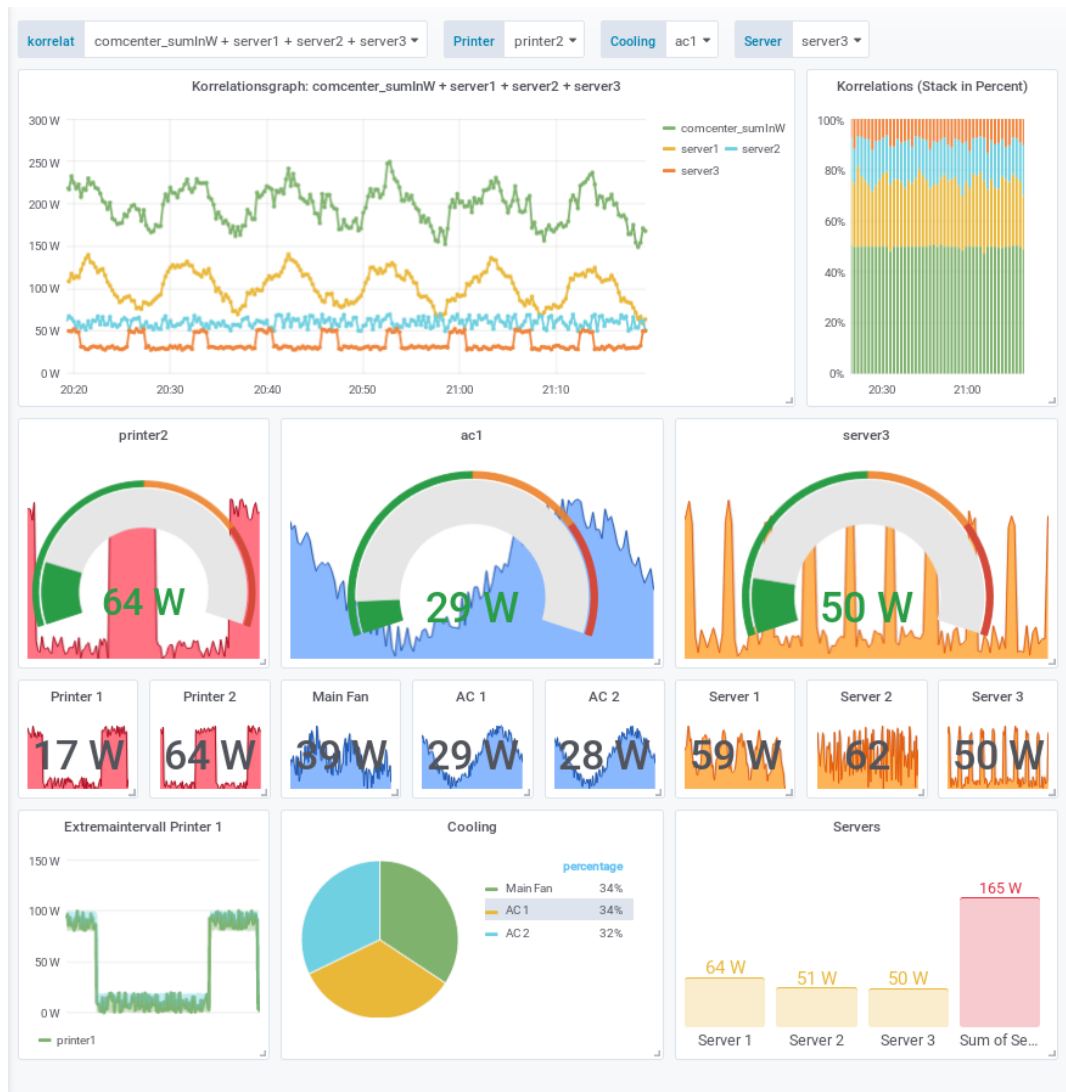 korrelat comcenter_sumInW + server1 + server2 + server3 Printer printer2 Cooling ac1 Server server3
Korrelationsgraph: comcenter_sumInW + server1 + server2 + server3
300 W
250 W
200 W
150 W
100 W
50 W
0 W
20:20 20:30 20:40 20:50 21:00 21:10
comcenter_sumInW
server1 server2
server3
Korrelations (Stack in Percent)
100%
80%
60%
40%
20%
0%
20:30 21:00
printer2
64 W
ac1
29 W
server3
50 W
Printer 1
17 W
Printer 2
64 W
Main Fan
39 W
AC 1
29 W
AC 2
28 W
Server 1
59 W
Server 2
62
Server 3
50 W
Extremaintervall Printer 1
150 W
100 W
50 W
0 W
printer1
Cooling
percentage
Main Fan 34%
AC 1 34%
AC 2 32%
Servers
64 W 51 W 50 W 165 W
Server 1 Server 2 Server 3 Sum of Se...